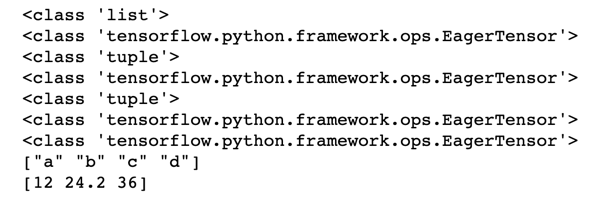 <class 'list'>
<class 'tensorflow.python.framework.ops.EagerTensor'>
<class 'tuple'>
<class 'tensorflow.python.framework.ops.EagerTensor'>
<class 'tuple'>
<class 'tensorflow.python.framework.ops.EagerTensor'>
<class 'tensorflow.python.framework.ops.EagerTensor'>
["a" "b" "c" "d"]
[12 24.2 36]